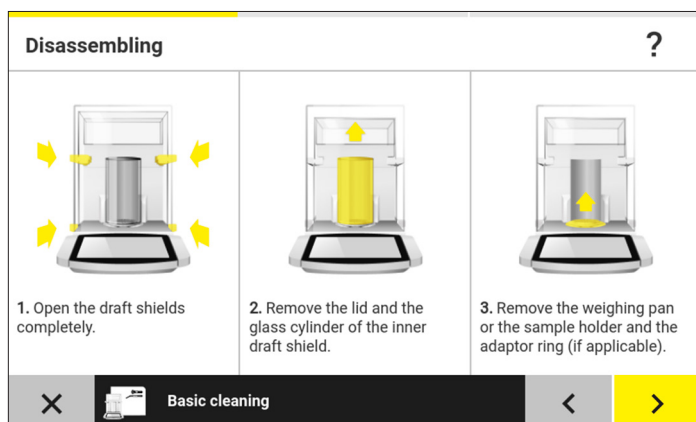 Disassembling
?
1. Open the draft shields
completely.
2. Remove the lid and the
glass cylinder of the inner
draft shield.
3. Remove the weighing pan
or the sample holder and the
adaptor ring (if applicable).
Basic cleaning